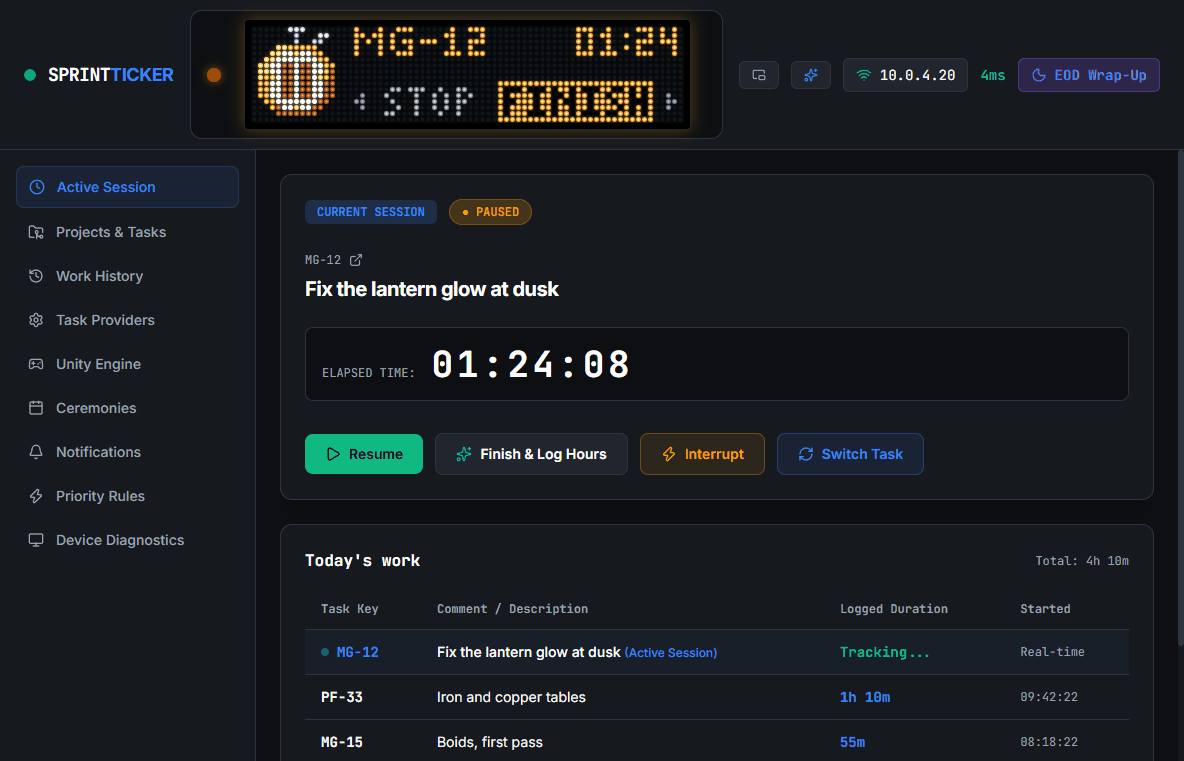 SPRINTTICKER
MG-12 01:24
STOP
10.0.4.20
4ms
EOD Wrap-Up
Active Session
Projects & Tasks
Work History
Task Providers
Unity Engine
Ceremonies
Notifications
Priority Rules
Device Diagnostics
CURRENT SESSION
PAUSED
MG-12
Fix the lantern glow at dusk
ELAPSED TIME: 01:24:08
Resume
Finish & Log Hours
Interrupt
Switch Task
Today's work
Total: 4h 10m
Task Key Comment / Description Logged Duration Started
MG-12 Fix the lantern glow at dusk (Active Session) Tracking... Real-time
PF-33 Iron and copper tables 1h 10m 09:42:22
MG-15 Boids, first pass 55m 08:18:22